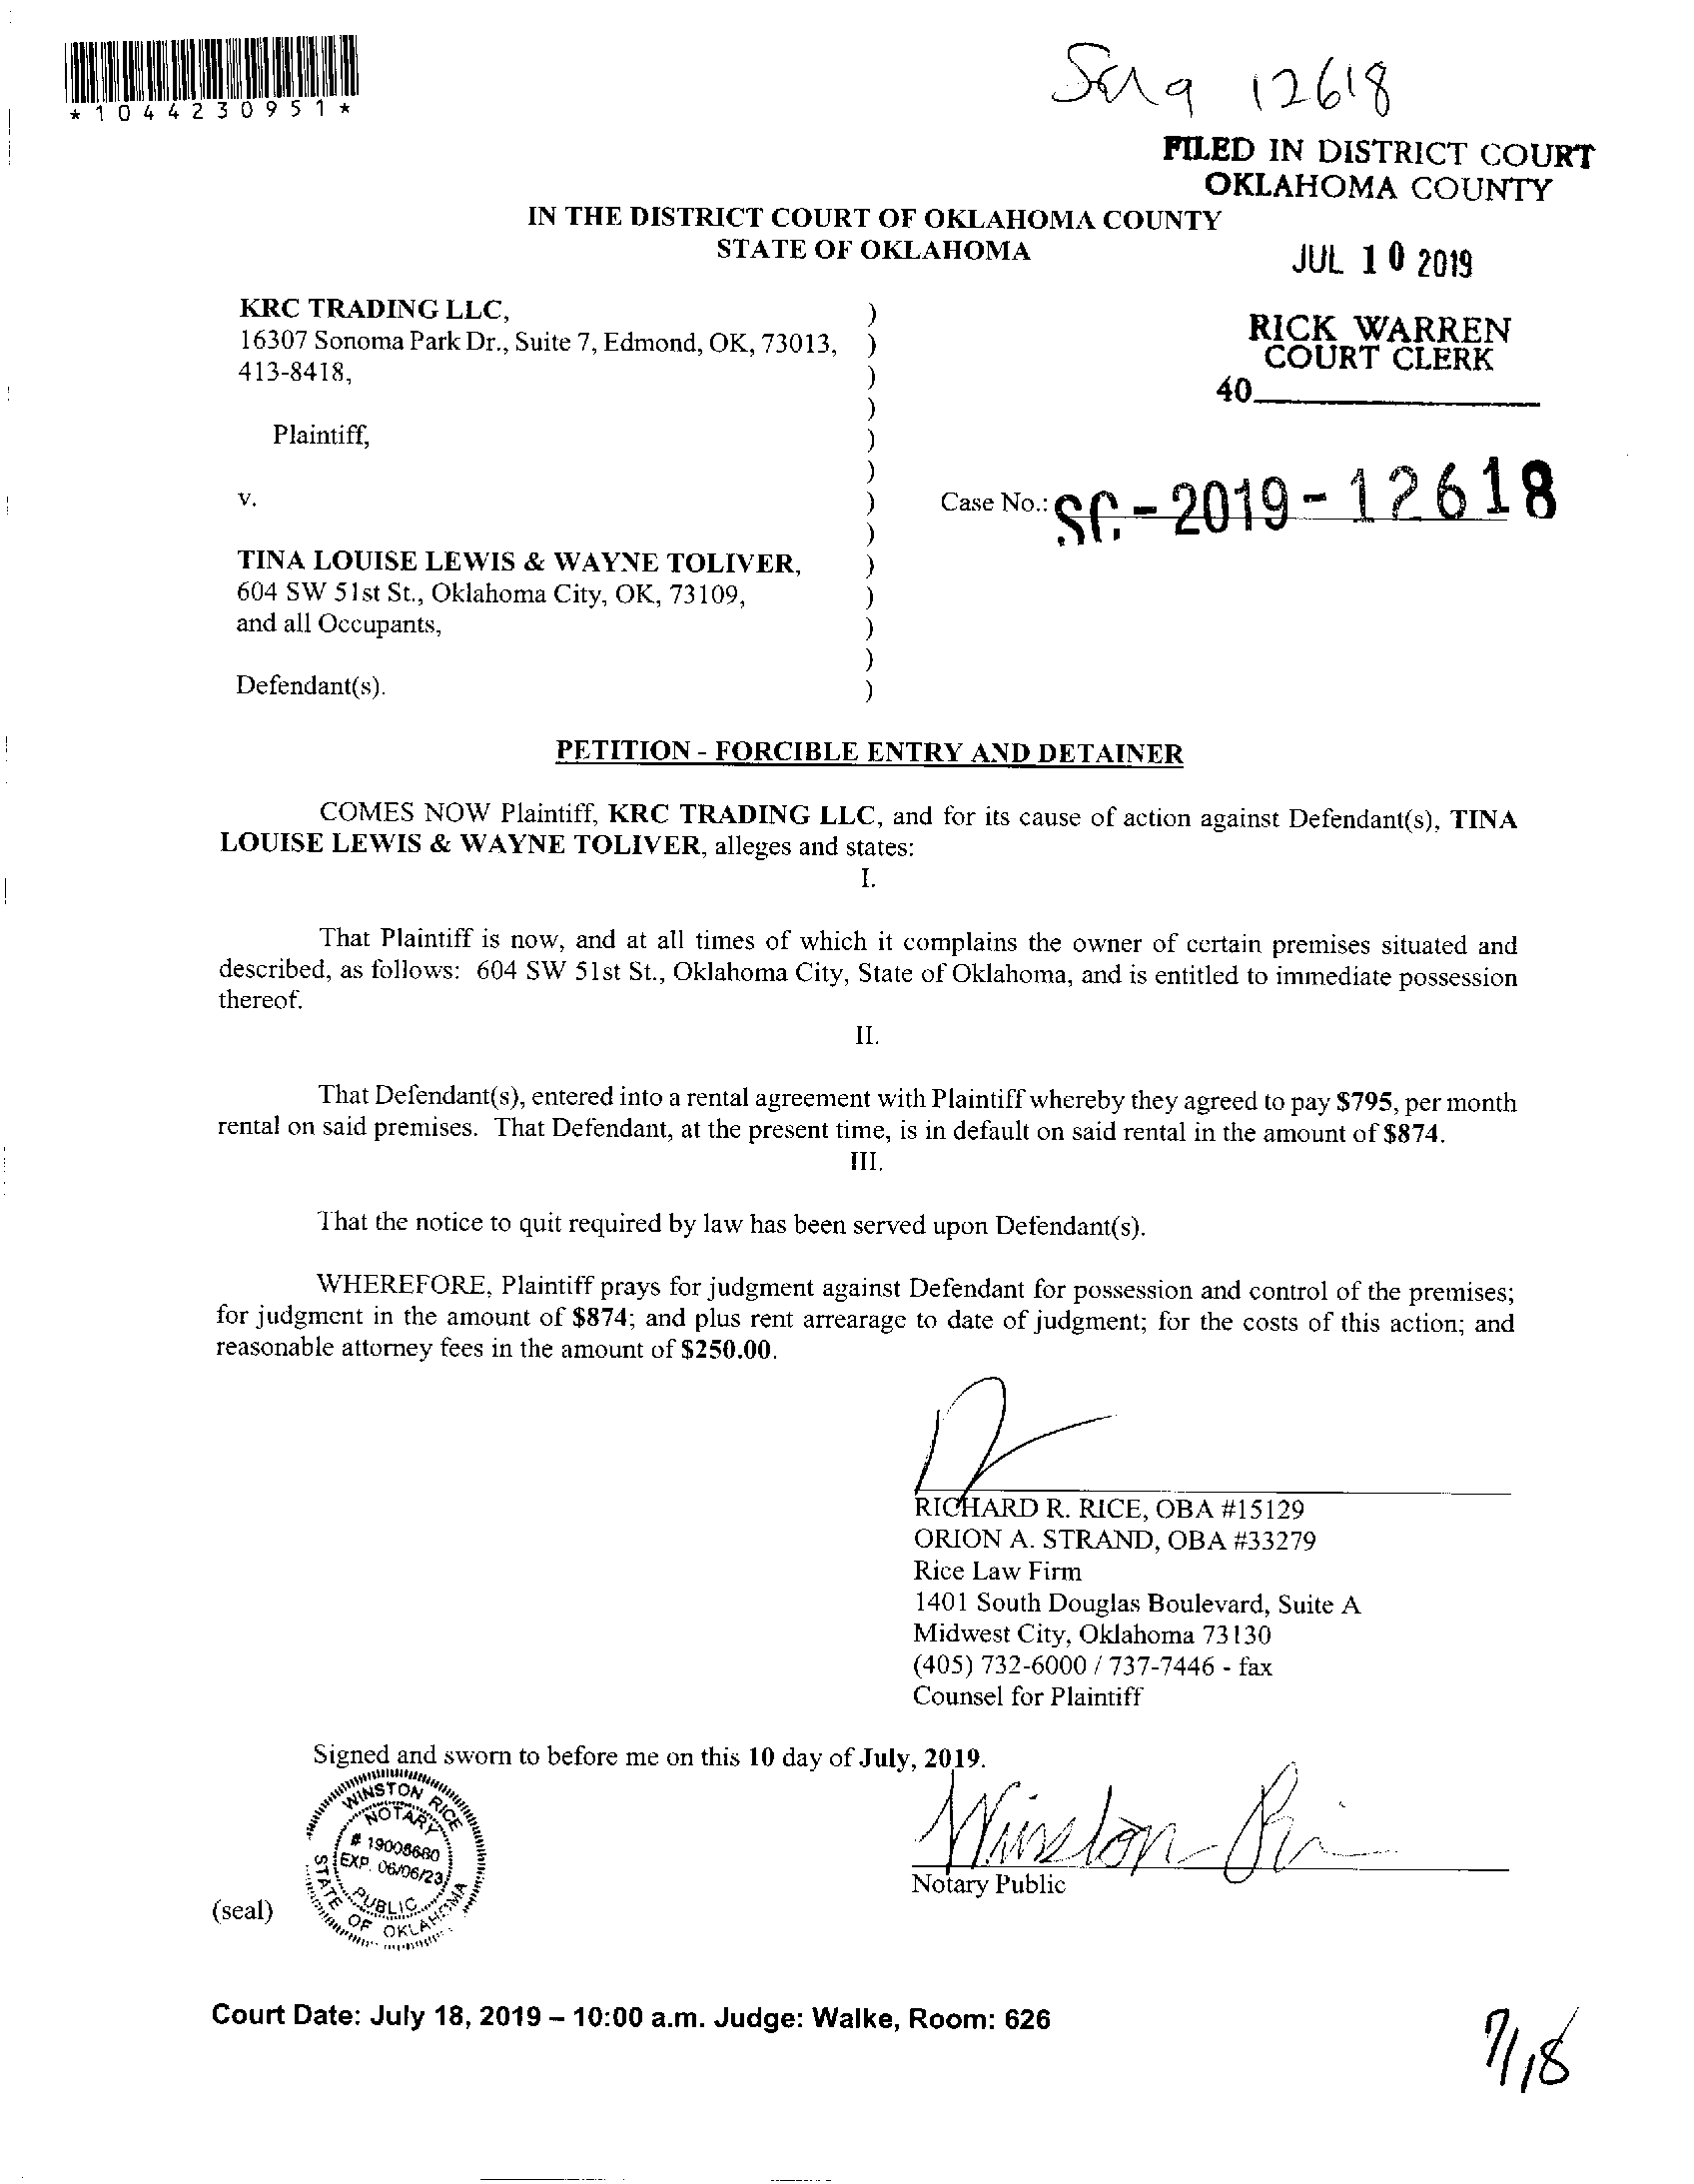 *1044230951*
12618
FILED IN DISTRICT COURT
OKLAHOMA COUNTY
IN THE DISTRICT COURT OF OKLAHOMA COUNTY
STATE OF OKLAHOMA
JUL 10 2019
KRC TRADING LLC, )
16307 Sonoma Park Dr., Suite 7, Edmond, OK, 73013, )
413-8418, )
RICK WARREN
COURT CLERK
40
)
Plaintiff, )
)
v. )
Case No.: SC-2019-12618
)
TINA LOUISE LEWIS & WAYNE TOLIVER, )
604 SW 51st St., Oklahoma City, OK, 73109, )
and all Occupants, )
)
Defendant(s). )
PETITION - FORCIBLE ENTRY AND DETAINER
COMES NOW Plaintiff, KRC TRADING LLC, and for its cause of action against Defendant(s), TINA
LOUISE LEWIS & WAYNE TOLIVER, alleges and states:
I.
That Plaintiff is now, and at all times of which it complains the owner of certain premises situated and
described, as follows: 604 SW 51st St., Oklahoma City, State of Oklahoma, and is entitled to immediate possession
thereof.
II.
That Defendant(s), entered into a rental agreement with Plaintiff whereby they agreed to pay $795, per month
rental on said premises. That Defendant, at the present time, is in default on said rental in the amount of $874.
III.
That the notice to quit required by law has been served upon Defendant(s).
WHEREFORE, Plaintiff prays for judgment against Defendant for possession and control of the premises;
for judgment in the amount of $874; and plus rent arrearage to date of judgment; for the costs of this action; and
reasonable attorney fees in the amount of $250.00.
RICHARD R. RICE, OBA #15129
ORION A. STRAND, OBA #33279
Rice Law Firm
1401 South Douglas Boulevard, Suite A
Midwest City, Oklahoma 73130
(405) 732-6000 / 737-7446 - fax
Counsel for Plaintiff
Signed and sworn to before me on this 10 day of July, 2019.
WINSTON RICE
NOTARY
# 19005680
EXP. 06/06/23
PUBLIC
STATE OF OKLAHOMA
Winston Ri
Notary Public
(seal)
Court Date: July 18, 2019 – 10:00 a.m. Judge: Walke, Room: 626
7/18